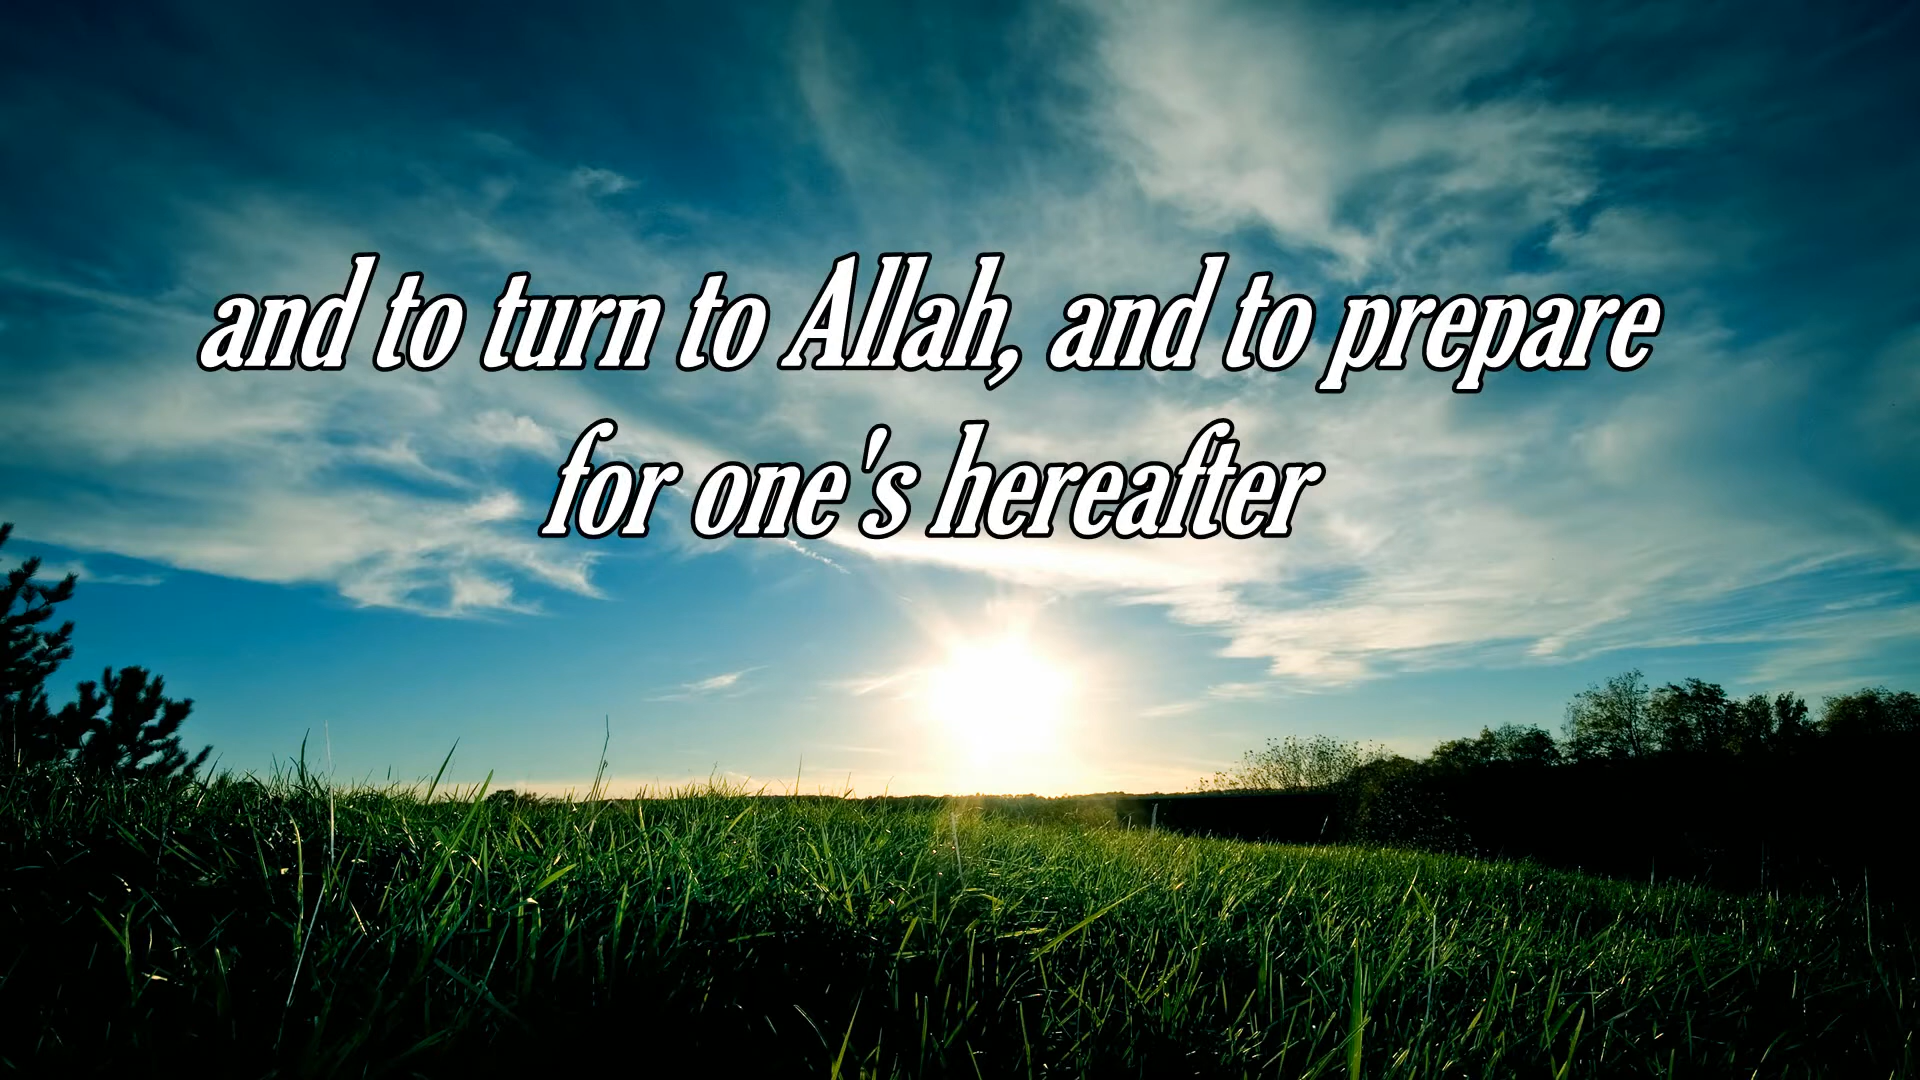 and to turn to Allah, and to prepare
for one's hereafter